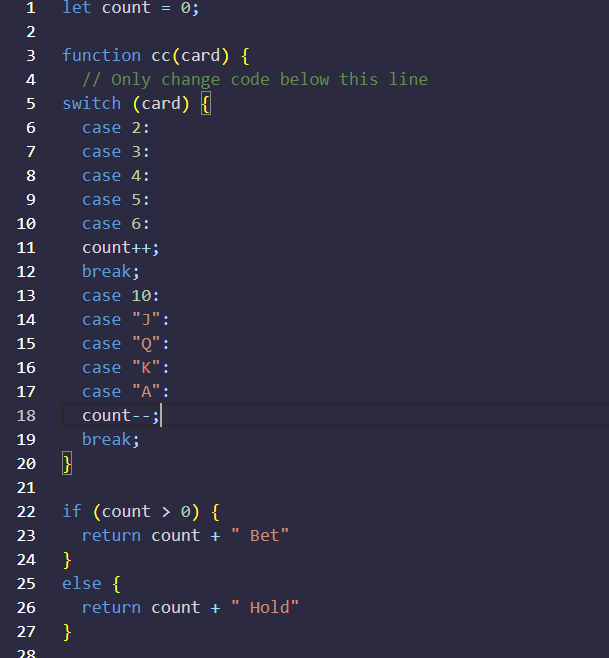 1 let count = 0;
2
3 function cc(card) {
4 // Only change code below this line
5 switch (card) {
6 case 2:
7 case 3:
8 case 4:
9 case 5:
10 case 6:
11 count++;
12 break;
13 case 10:
14 case "J":
15 case "Q":
16 case "K":
17 case "A":
18 count--;
19 break;
20 }
21
22 if (count > 0) {
23 return count + " Bet"
24 }
25 else {
26 return count + " Hold"
27 }
28